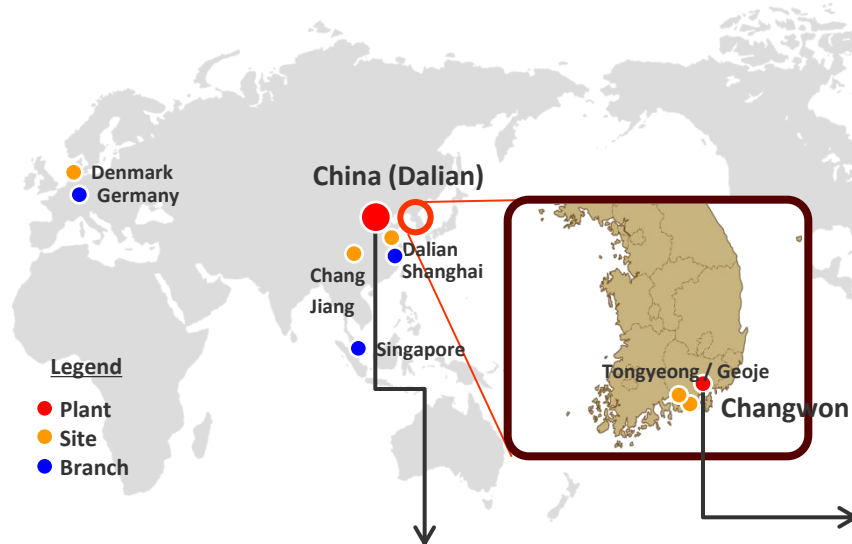 Denmark
Germany
China (Dalian)
Dalian
Shanghai
Chang
Jiang
Singapore
Tongyeong / Geoje
Changwon
Legend
Plant
Site
Branch